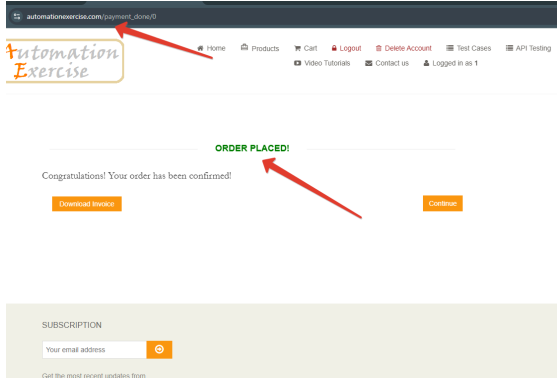 automationexercise.com/payment_done/0
Automation
Exercise
Home Products Cart Logout Delete Account Test Cases API Testing
Video Tutorials Contact us Logged in as 1
ORDER PLACED!
Congratulations! Your order has been confirmed!
Download Invoice Continue
SUBSCRIPTION
Your email address
Get the most recent updates from